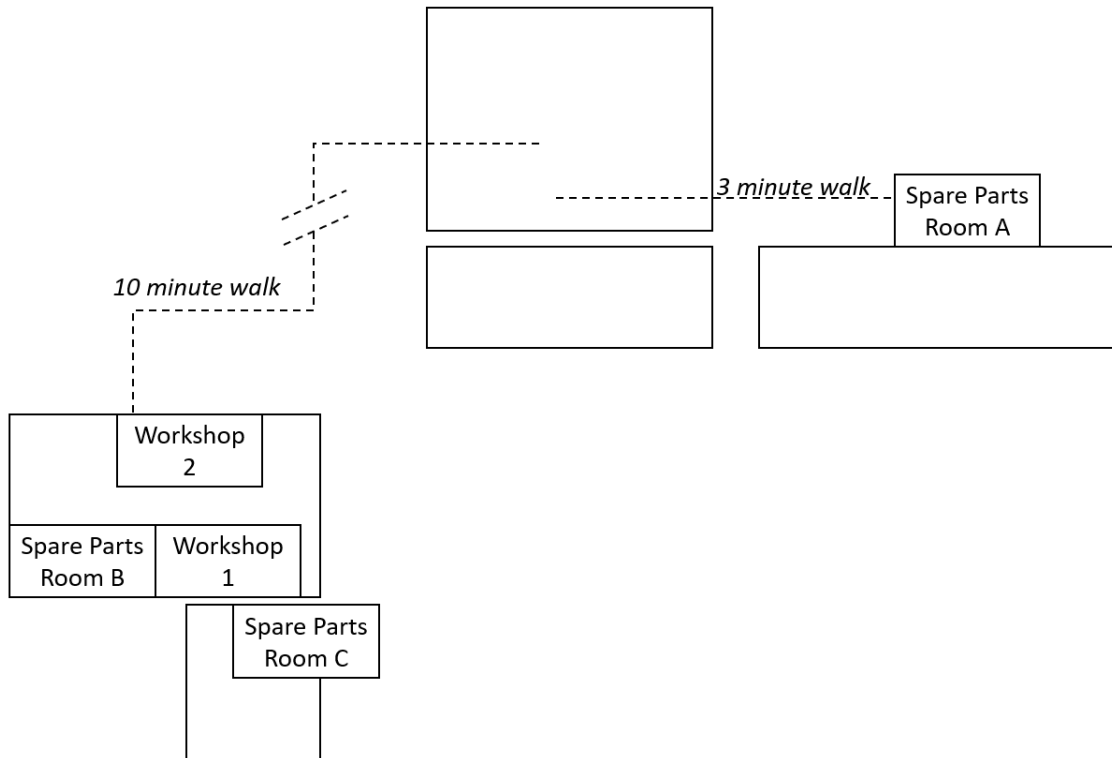 3 minute walk
Spare Parts
Room A
10 minute walk
Workshop
2
Spare Parts
Room B
Workshop
1
Spare Parts
Room C